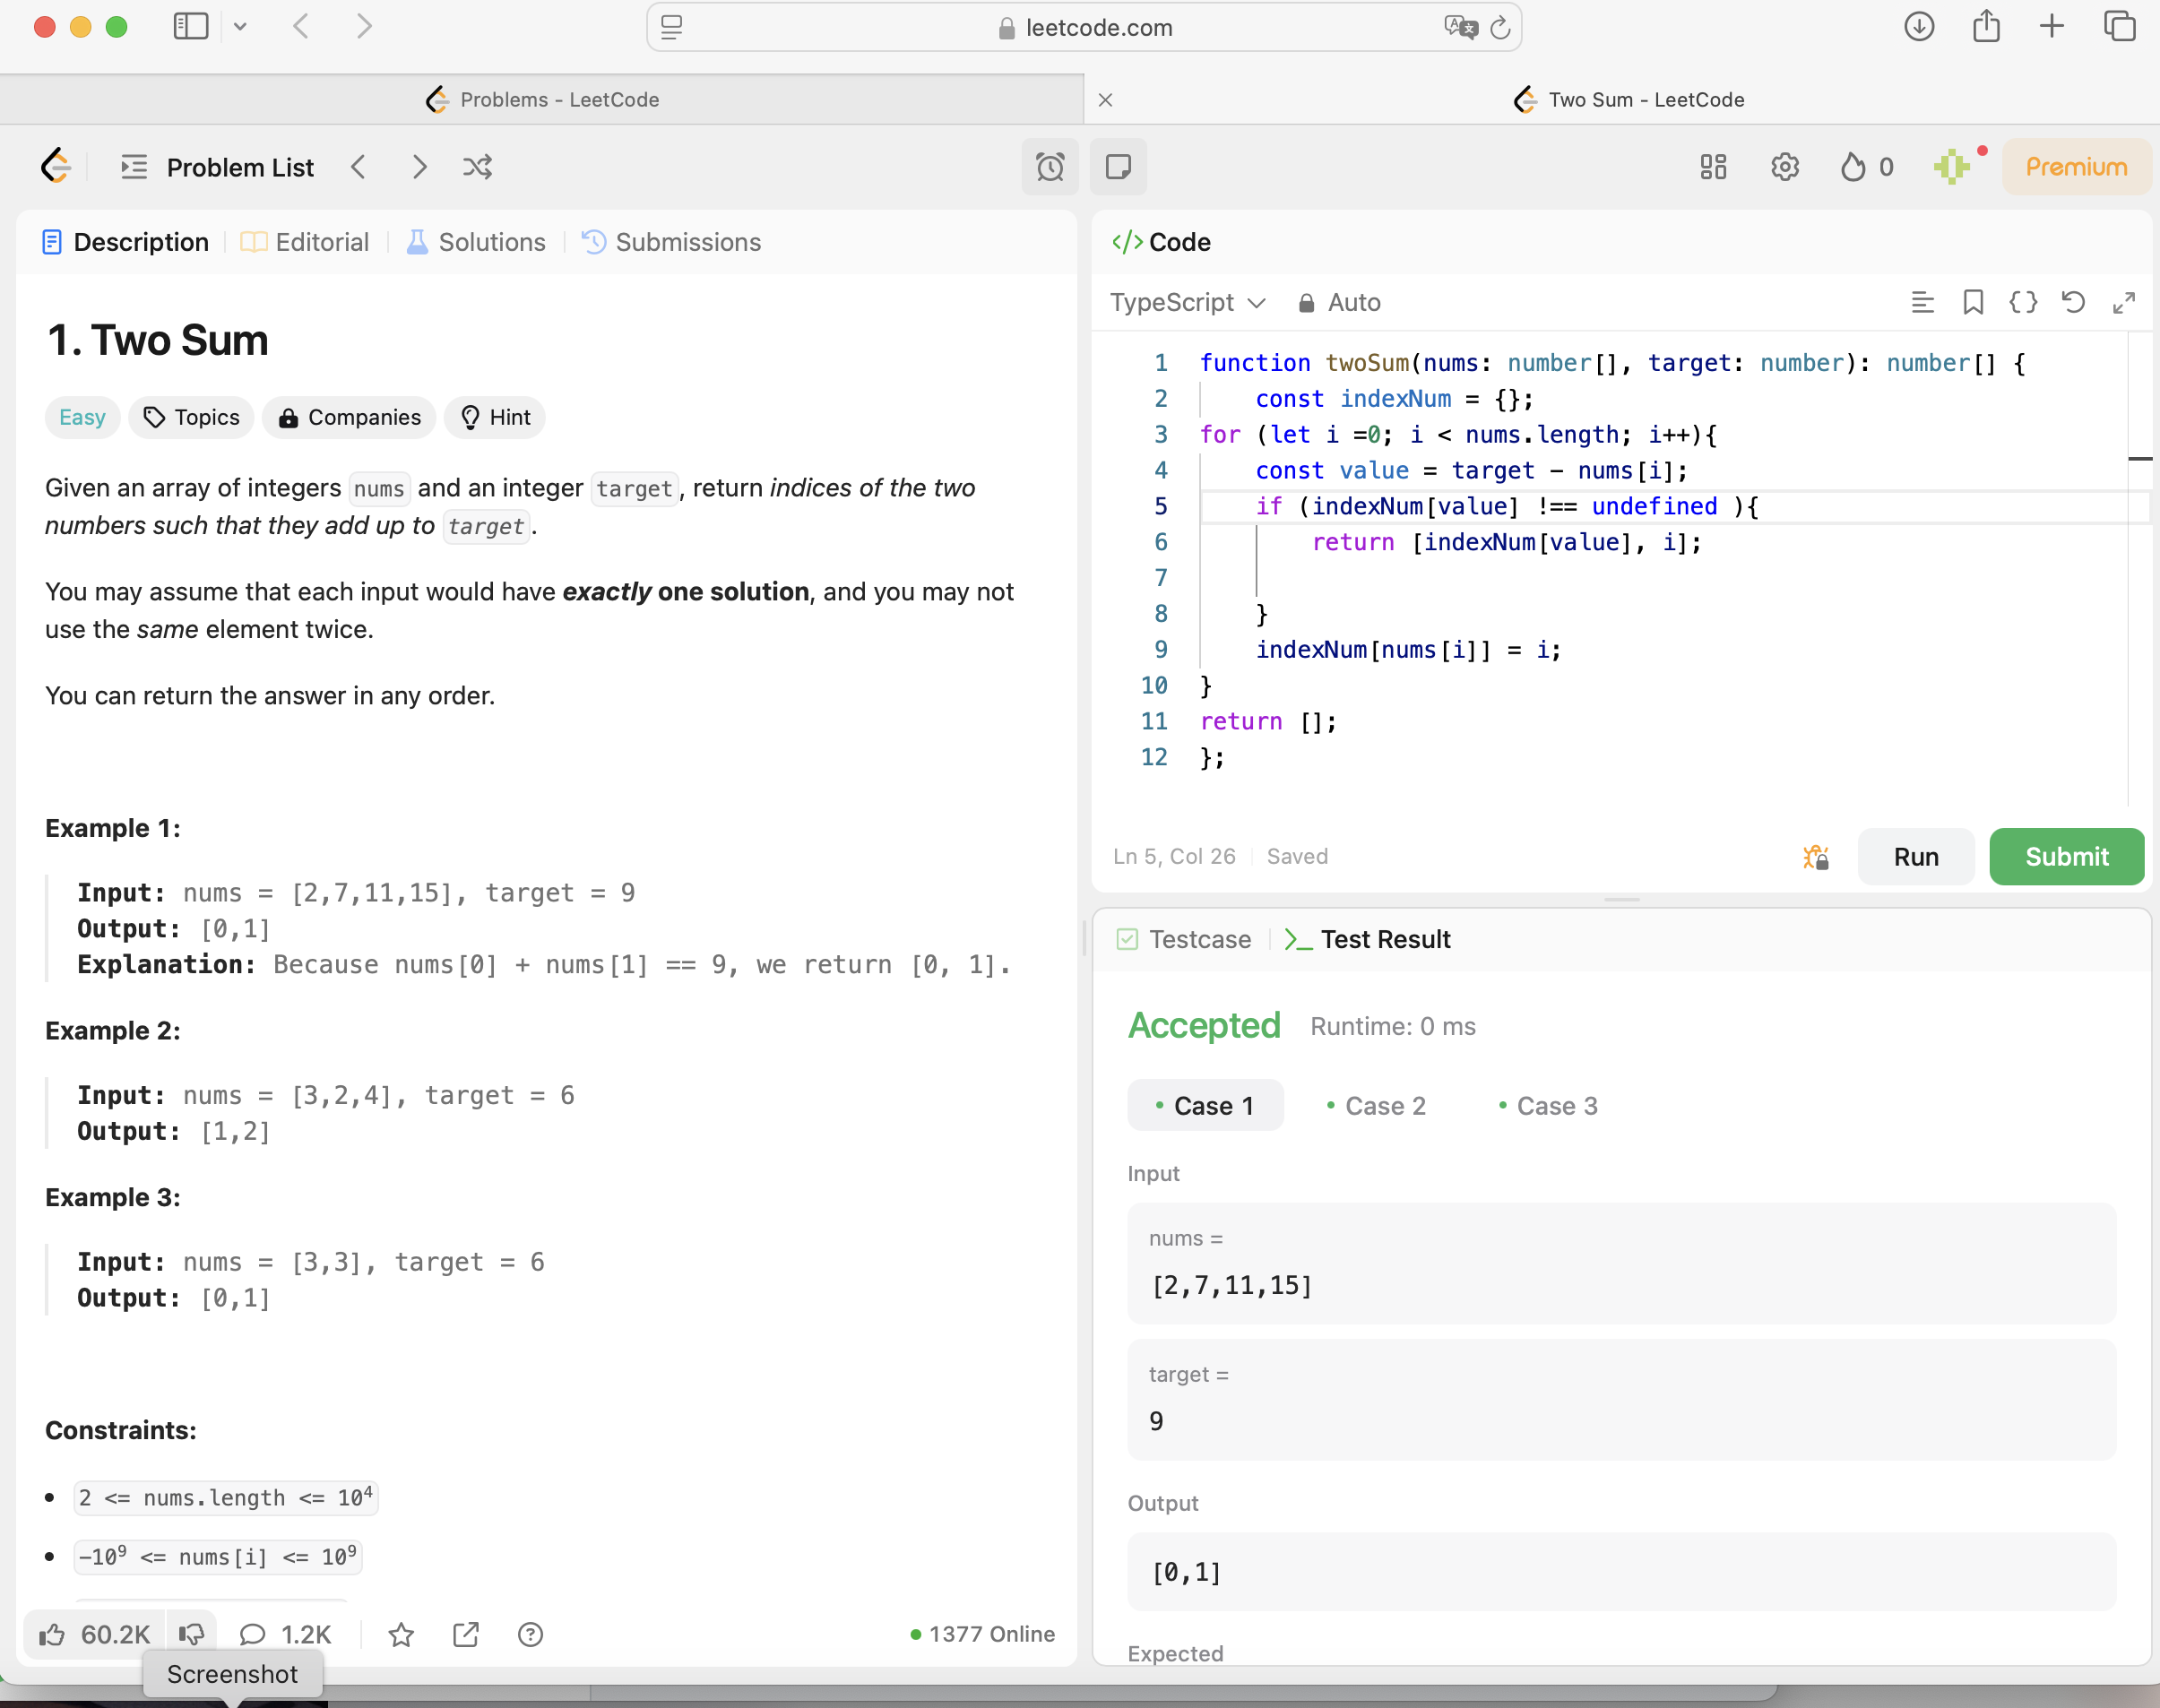 leetcode.com
Problems - LeetCode
Two Sum - LeetCode
Problem List
0
Premium
Description
Editorial
Solutions
Submissions
1. Two Sum
Easy
Topics
Companies
Hint
Given an array of integers nums and an integer target, return indices of the two
numbers such that they add up to target.
You may assume that each input would have exactly one solution, and you may not
use the same element twice.
You can return the answer in any order.
Example 1:
Input: nums = [2,7,11,15], target = 9
Output: [0,1]
Explanation: Because nums[0] + nums[1] == 9, we return [0, 1].
Example 2:
Input: nums = [3,2,4], target = 6
Output: [1,2]
Example 3:
Input: nums = [3,3], target = 6
Output: [0,1]
Constraints:
2 <= nums.length <= 10⁴
-10⁹ <= nums[i] <= 10⁹
60.2K
1.2K
1377 Online
Screenshot
</> Code
TypeScript
Auto
1 function twoSum(nums: number[], target: number): number[] {
2     const indexNum = {};
3 for (let i =0; i < nums.length; i++){
4     const value = target - nums[i];
5     if (indexNum[value] !== undefined ){
6         return [indexNum[value], i];
7
8     }
9     indexNum[nums[i]] = i;
10 }
11 return [];
12 };
Ln 5, Col 26
Saved
Run
Submit
Testcase
>_ Test Result
Accepted
Runtime: 0 ms
• Case 1
• Case 2
• Case 3
Input
nums =
[2,7,11,15]
target =
9
Output
[0,1]
Expected